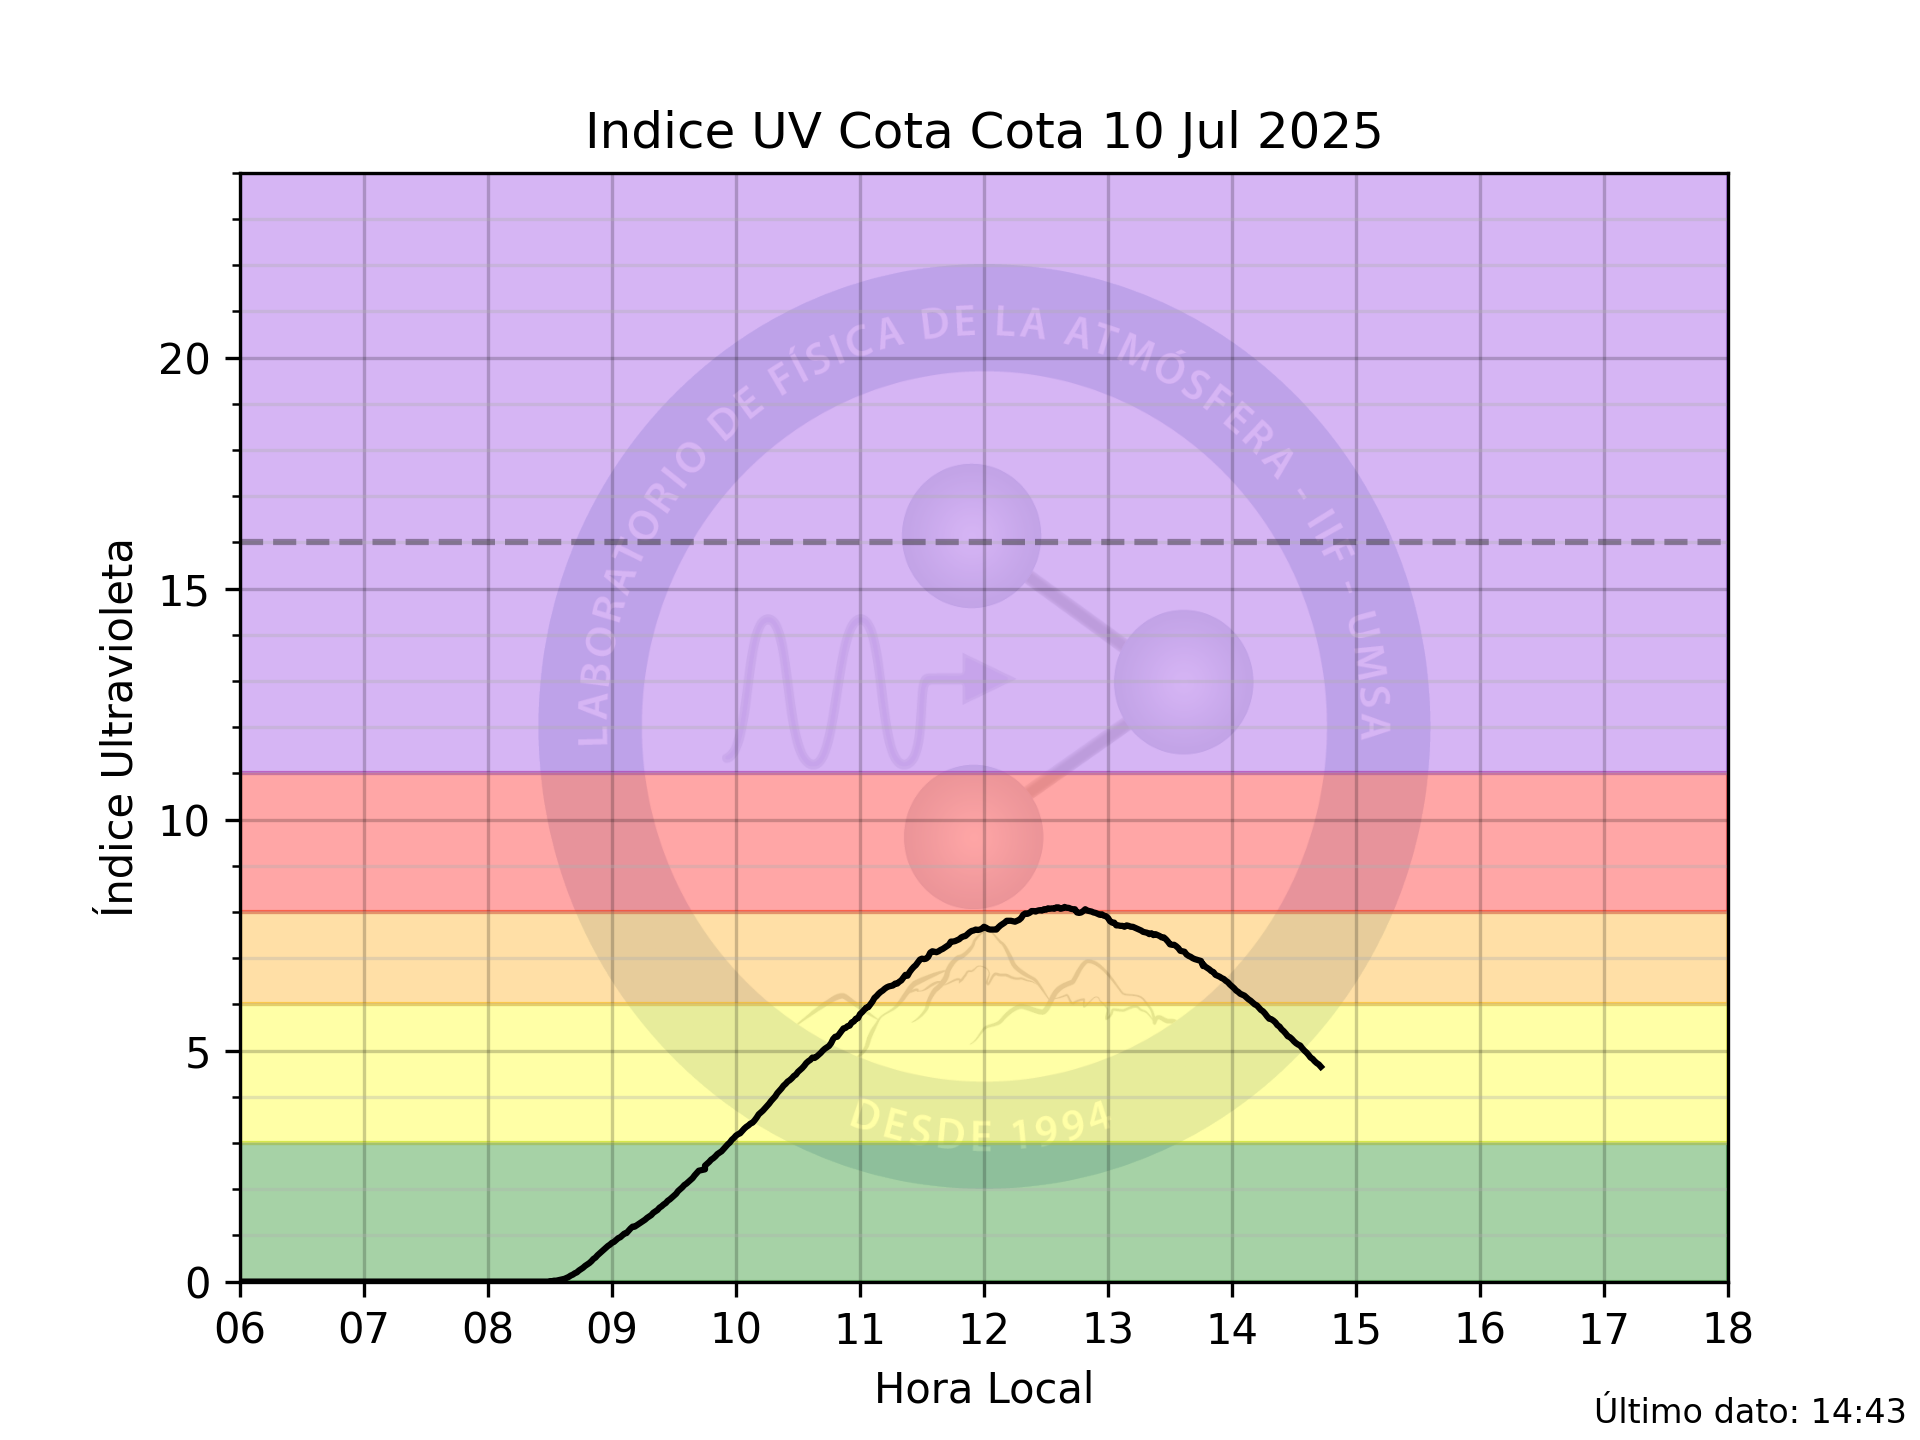 Indice UV Cota Cota 10 Jul 2025
Índice Ultravioleta
20
15
10
5
0
LABORATORIO DE FÍSICA DE LA ATMÓSFERA - IIF - UMSA
DESDE 1994
06 07 08 09 10 11 12 13 14 15 16 17 18
Hora Local
Último dato: 14:43